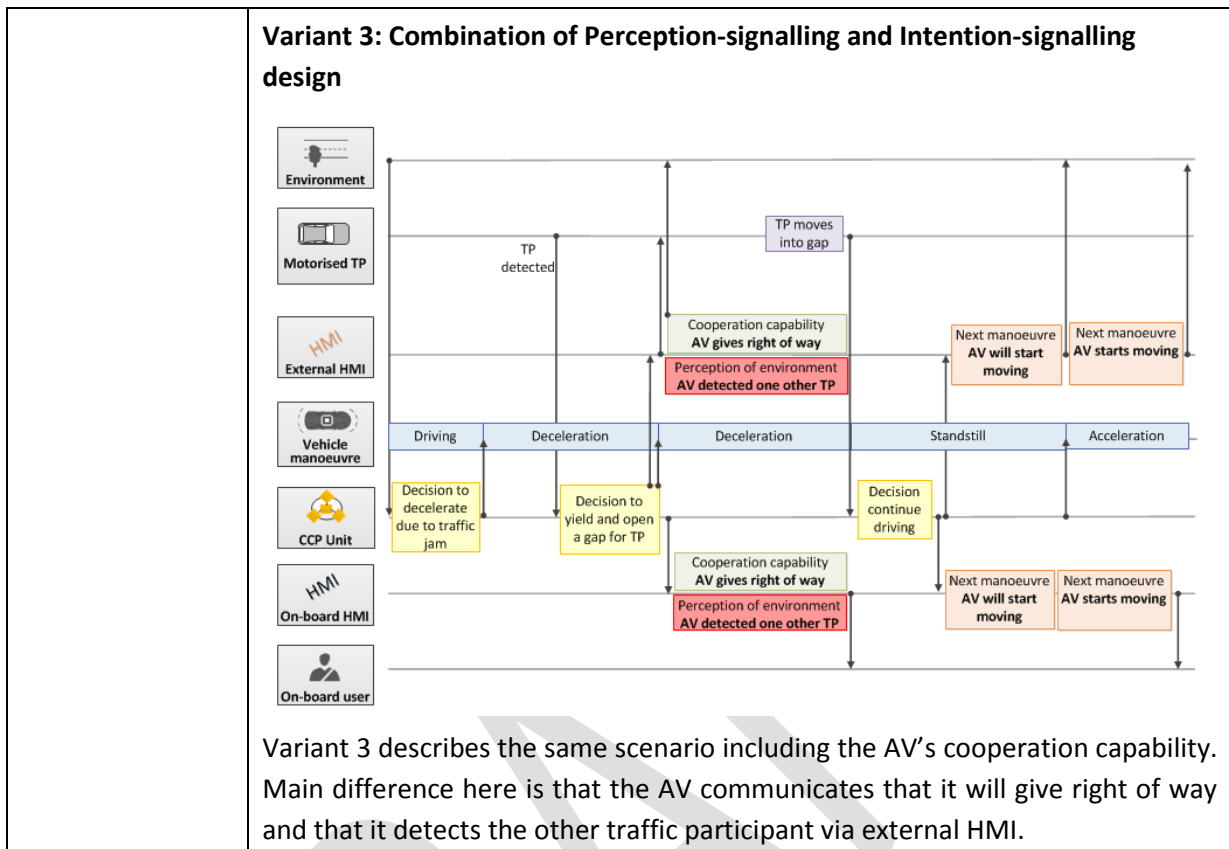 Variant 3: Combination of Perception-signalling and Intention-signalling
design
Environment
Motorised TP
TP
detected
TP moves
into gap
HMI
External HMI
Cooperation capability
AV gives right of way
Perception of environment
AV detected one other TP
Next manoeuvre
AV will start
moving
Next manoeuvre
AV starts moving
Vehicle
manoeuvre
Driving
Deceleration
Deceleration
Standstill
Acceleration
CCP Unit
Decision to
decelerate
due to traffic
jam
Decision to
yield and open
a gap for TP
Decision
continue
driving
HMI
On-board HMI
Cooperation capability
AV gives right of way
Perception of environment
AV detected one other TP
Next manoeuvre
AV will start
moving
Next manoeuvre
AV starts moving
On-board user
Variant 3 describes the same scenario including the AV’s cooperation capability.
Main difference here is that the AV communicates that it will give right of way
and that it detects the other traffic participant via external HMI.